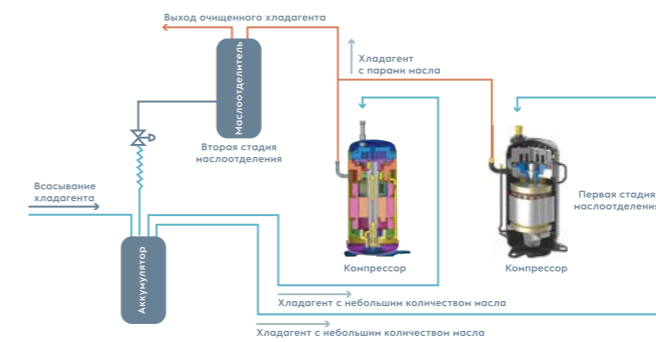 Выход очищенного хладагента
Маслоотделитель
Хладагент
с парами масла
Вторая стадия
маслоотделения
Всасывание
хладагента
Первая стадия
маслоотделения
Аккумулятор
Компрессор
Компрессор
Хладагент с небольшим количеством масла
Хладагент с небольшим количеством масла